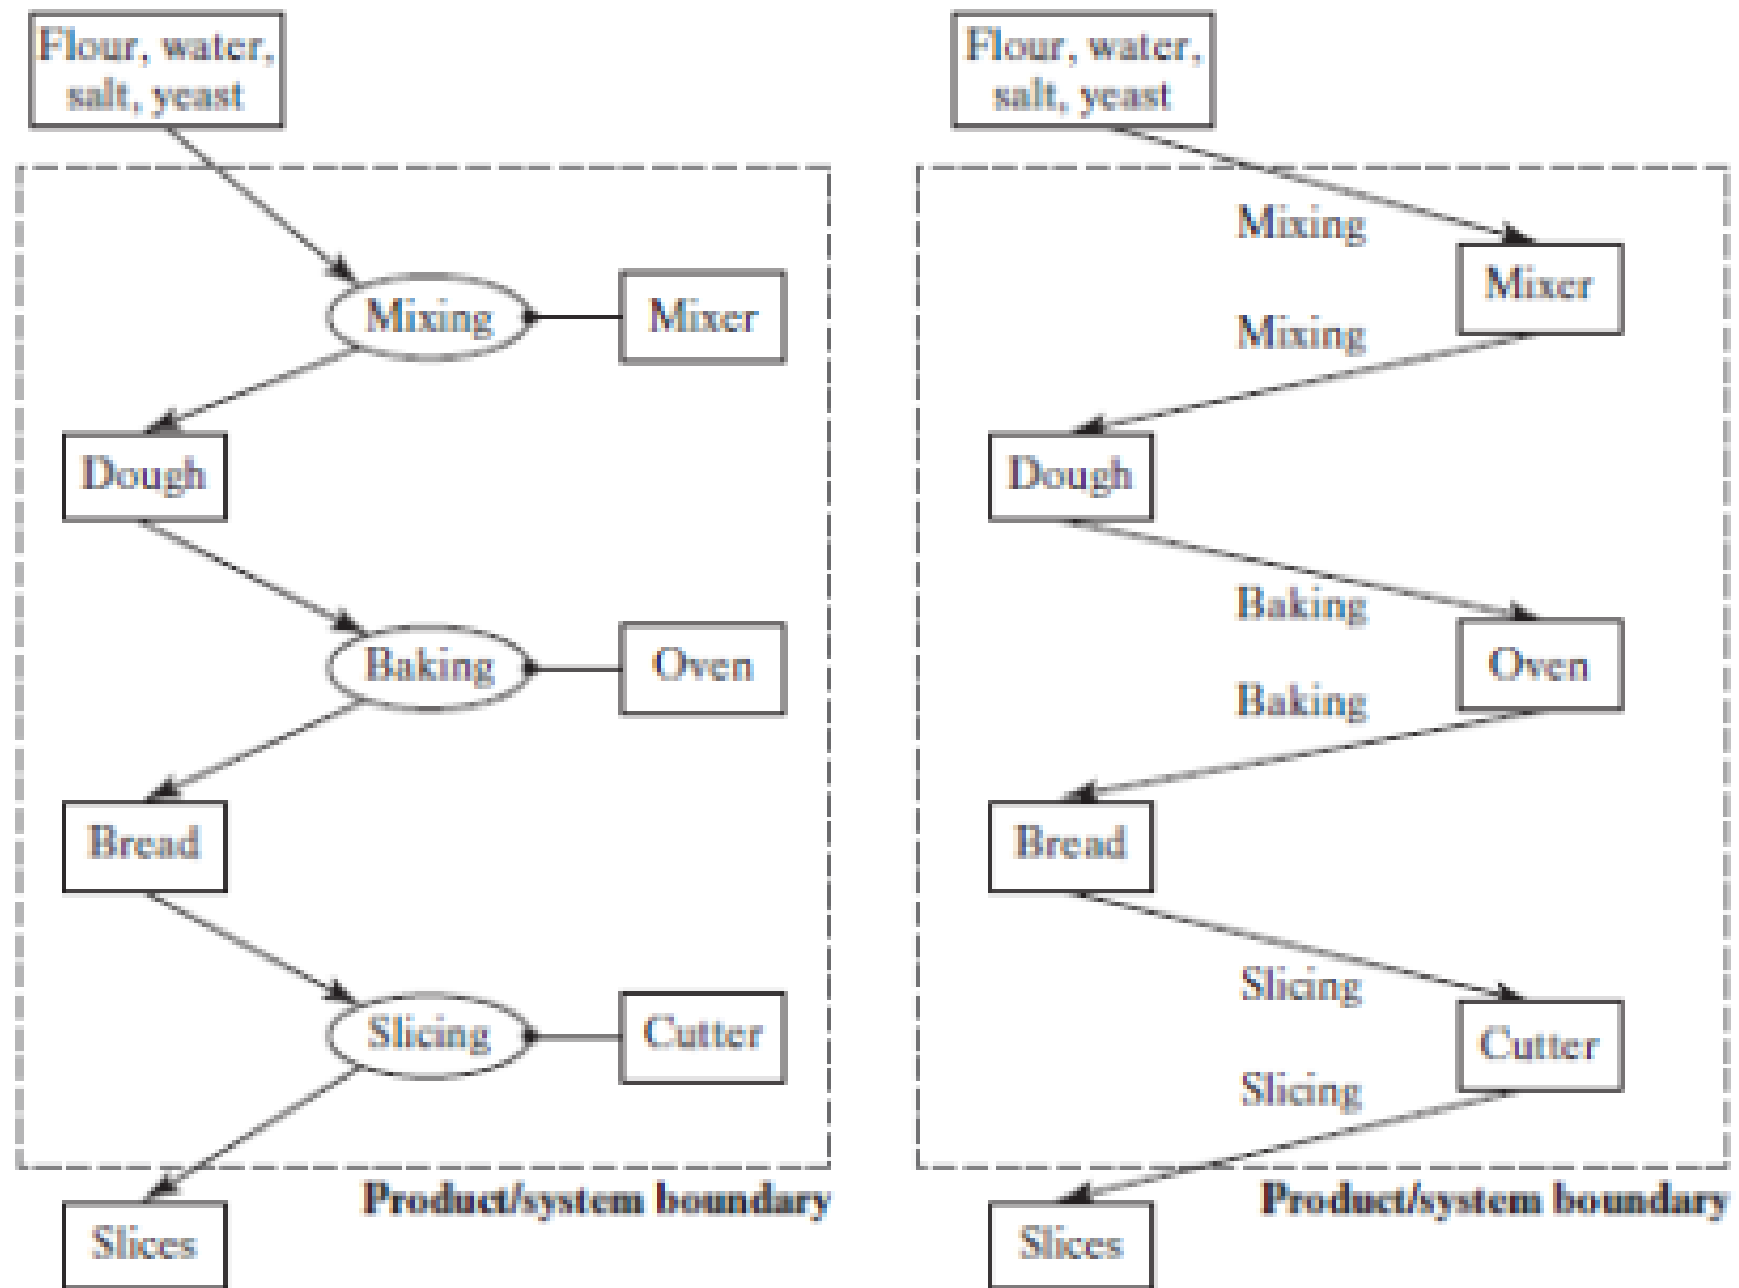 Flour, water,
salt, yeast
Mixing
Mixer
Dough
Baking
Oven
Bread
Slicing
Cutter
Product/system boundary
Slices
Flour, water,
salt, yeast
Mixing
Mixer
Mixing
Dough
Baking
Oven
Baking
Bread
Slicing
Cutter
Slicing
Product/system boundary
Slices